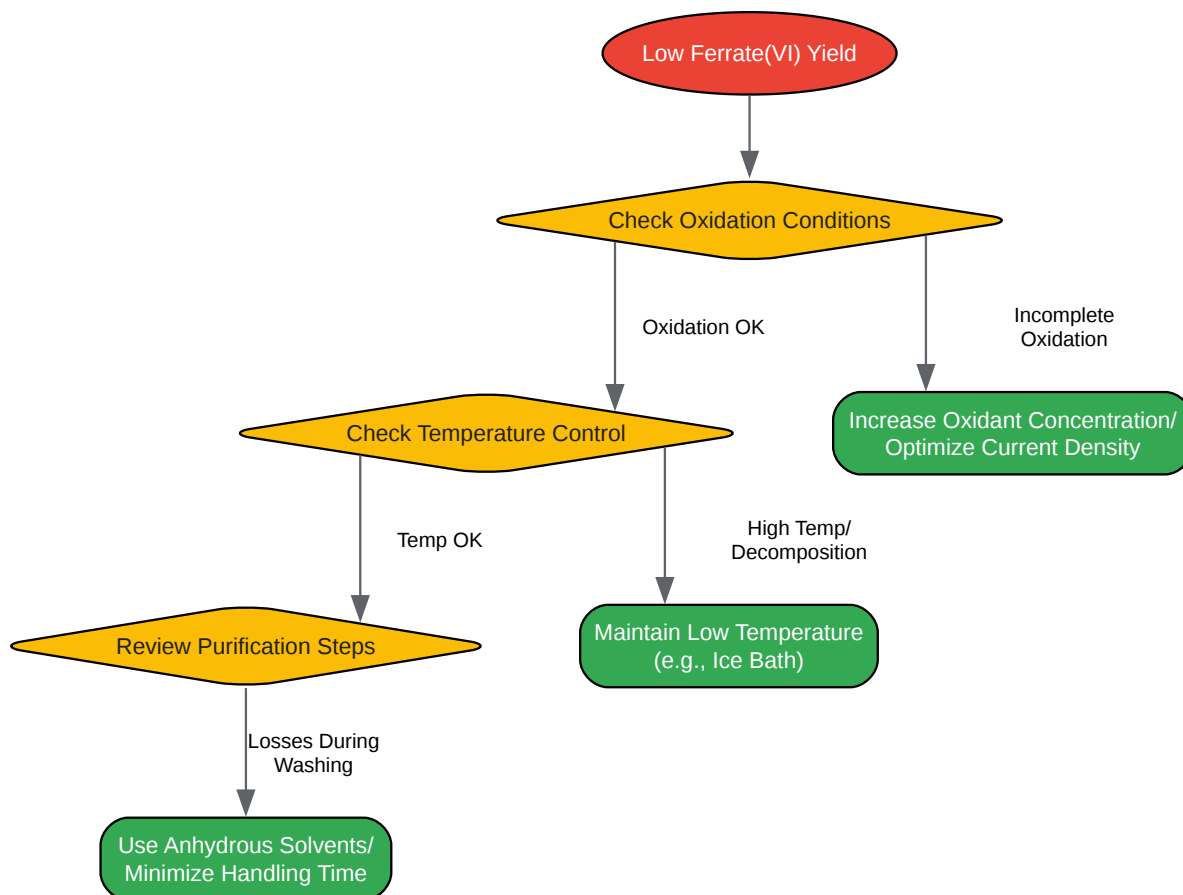 Low Ferrate(VI) Yield
Check Oxidation Conditions
Oxidation OK
Incomplete
Oxidation
Increase Oxidant Concentration/
Optimize Current Density
Check Temperature Control
Temp OK
High Temp/
Decomposition
Maintain Low Temperature
(e.g., Ice Bath)
Review Purification Steps
Losses During
Washing
Use Anhydrous Solvents/
Minimize Handling Time